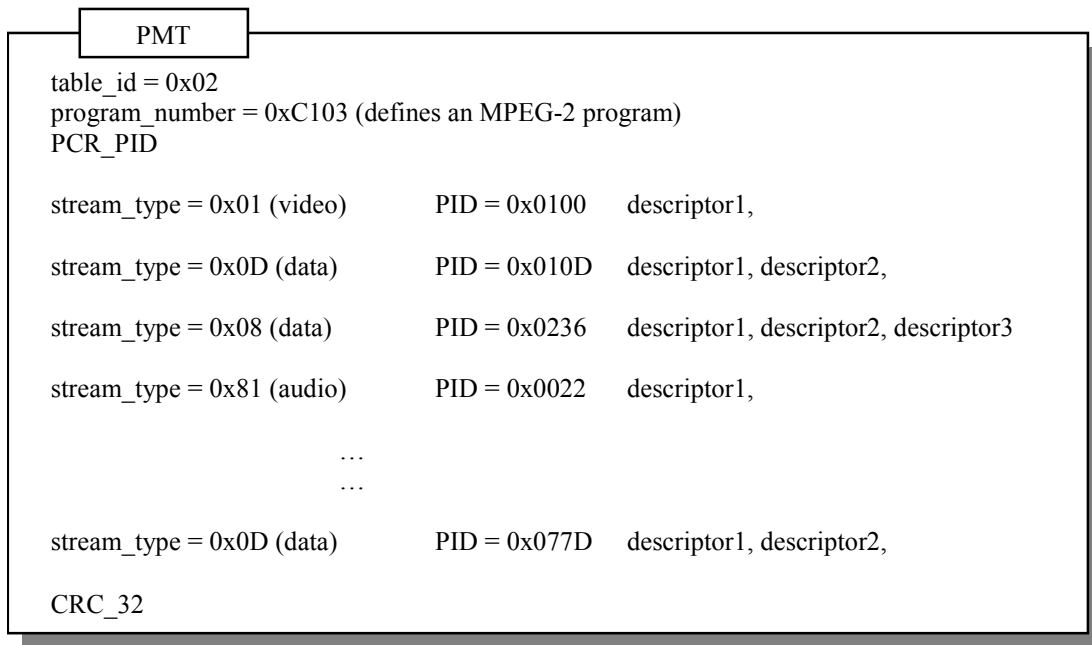 PMT
table_id = 0x02
program_number = 0xC103 (defines an MPEG-2 program)
PCR_PID
stream_type = 0x01 (video) PID = 0x0100 descriptor1,
stream_type = 0x0D (data) PID = 0x010D descriptor1, descriptor2,
stream_type = 0x08 (data) PID = 0x0236 descriptor1, descriptor2, descriptor3
stream_type = 0x81 (audio) PID = 0x0022 descriptor1,
…
…
stream_type = 0x0D (data) PID = 0x077D descriptor1, descriptor2,
CRC_32